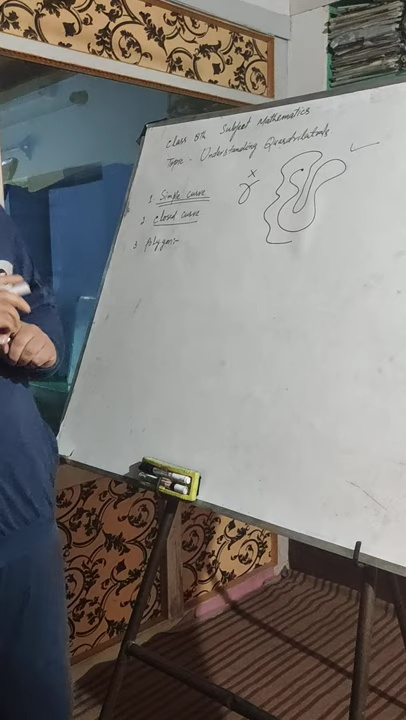 Class 8th Subject Mathematics
Topic - Understanding Quadrilaterals
1 Simple curve
2 Closed curve
3 Polygon:-